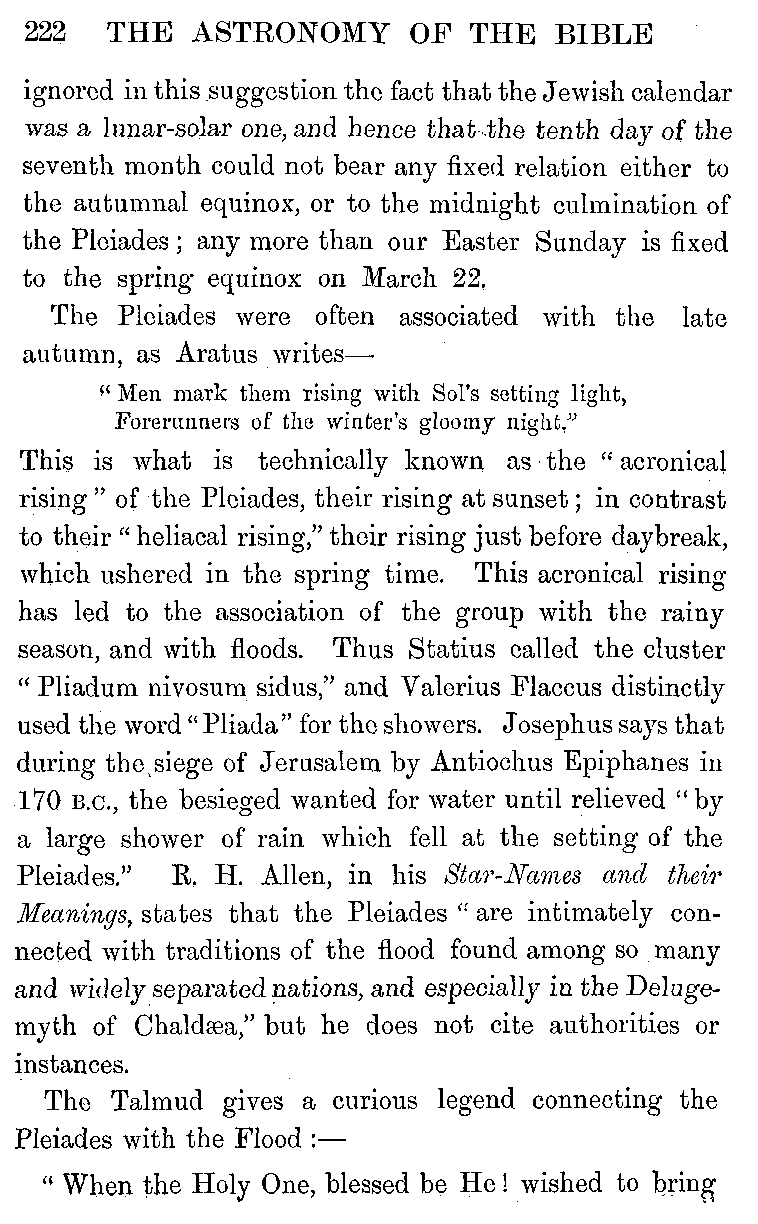 222 THE ASTRONOMY OF THE BIBLE
ignored in this suggestion the fact that the Jewish calendar
was a lunar-solar one, and hence that the tenth day of the
seventh month could not bear any fixed relation either to
the autumnal equinox, or to the midnight culmination of
the Pleiades ; any more than our Easter Sunday is fixed
to the spring equinox on March 22.
The Pleiades were often associated with the late
autumn, as Aratus writes—
“ Men mark them rising with Sol’s setting light,
Forerunners of the winter’s gloomy night.”
This is what is technically known as the “ acronical
rising ” of the Pleiades, their rising at sunset ; in contrast
to their “ heliacal rising,” their rising just before daybreak,
which ushered in the spring time. This acronical rising
has led to the association of the group with the rainy
season, and with floods. Thus Statius called the cluster
“ Pliadum nivosum sidus,” and Valerius Flaccus distinctly
used the word “ Pliada ” for the showers. Josephus says that
during the siege of Jerusalem by Antiochus Epiphanes in
170 B.C., the besieged wanted for water until relieved “ by
a large shower of rain which fell at the setting of the
Pleiades.” R. H. Allen, in his Star-Names and their
Meanings, states that the Pleiades “ are intimately con-
nected with traditions of the flood found among so many
and widely separated nations, and especially in the Deluge-
myth of Chaldæa,” but he does not cite authorities or
instances.
The Talmud gives a curious legend connecting the
Pleiades with the Flood :—
“ When the Holy One, blessed be He ! wished to bring